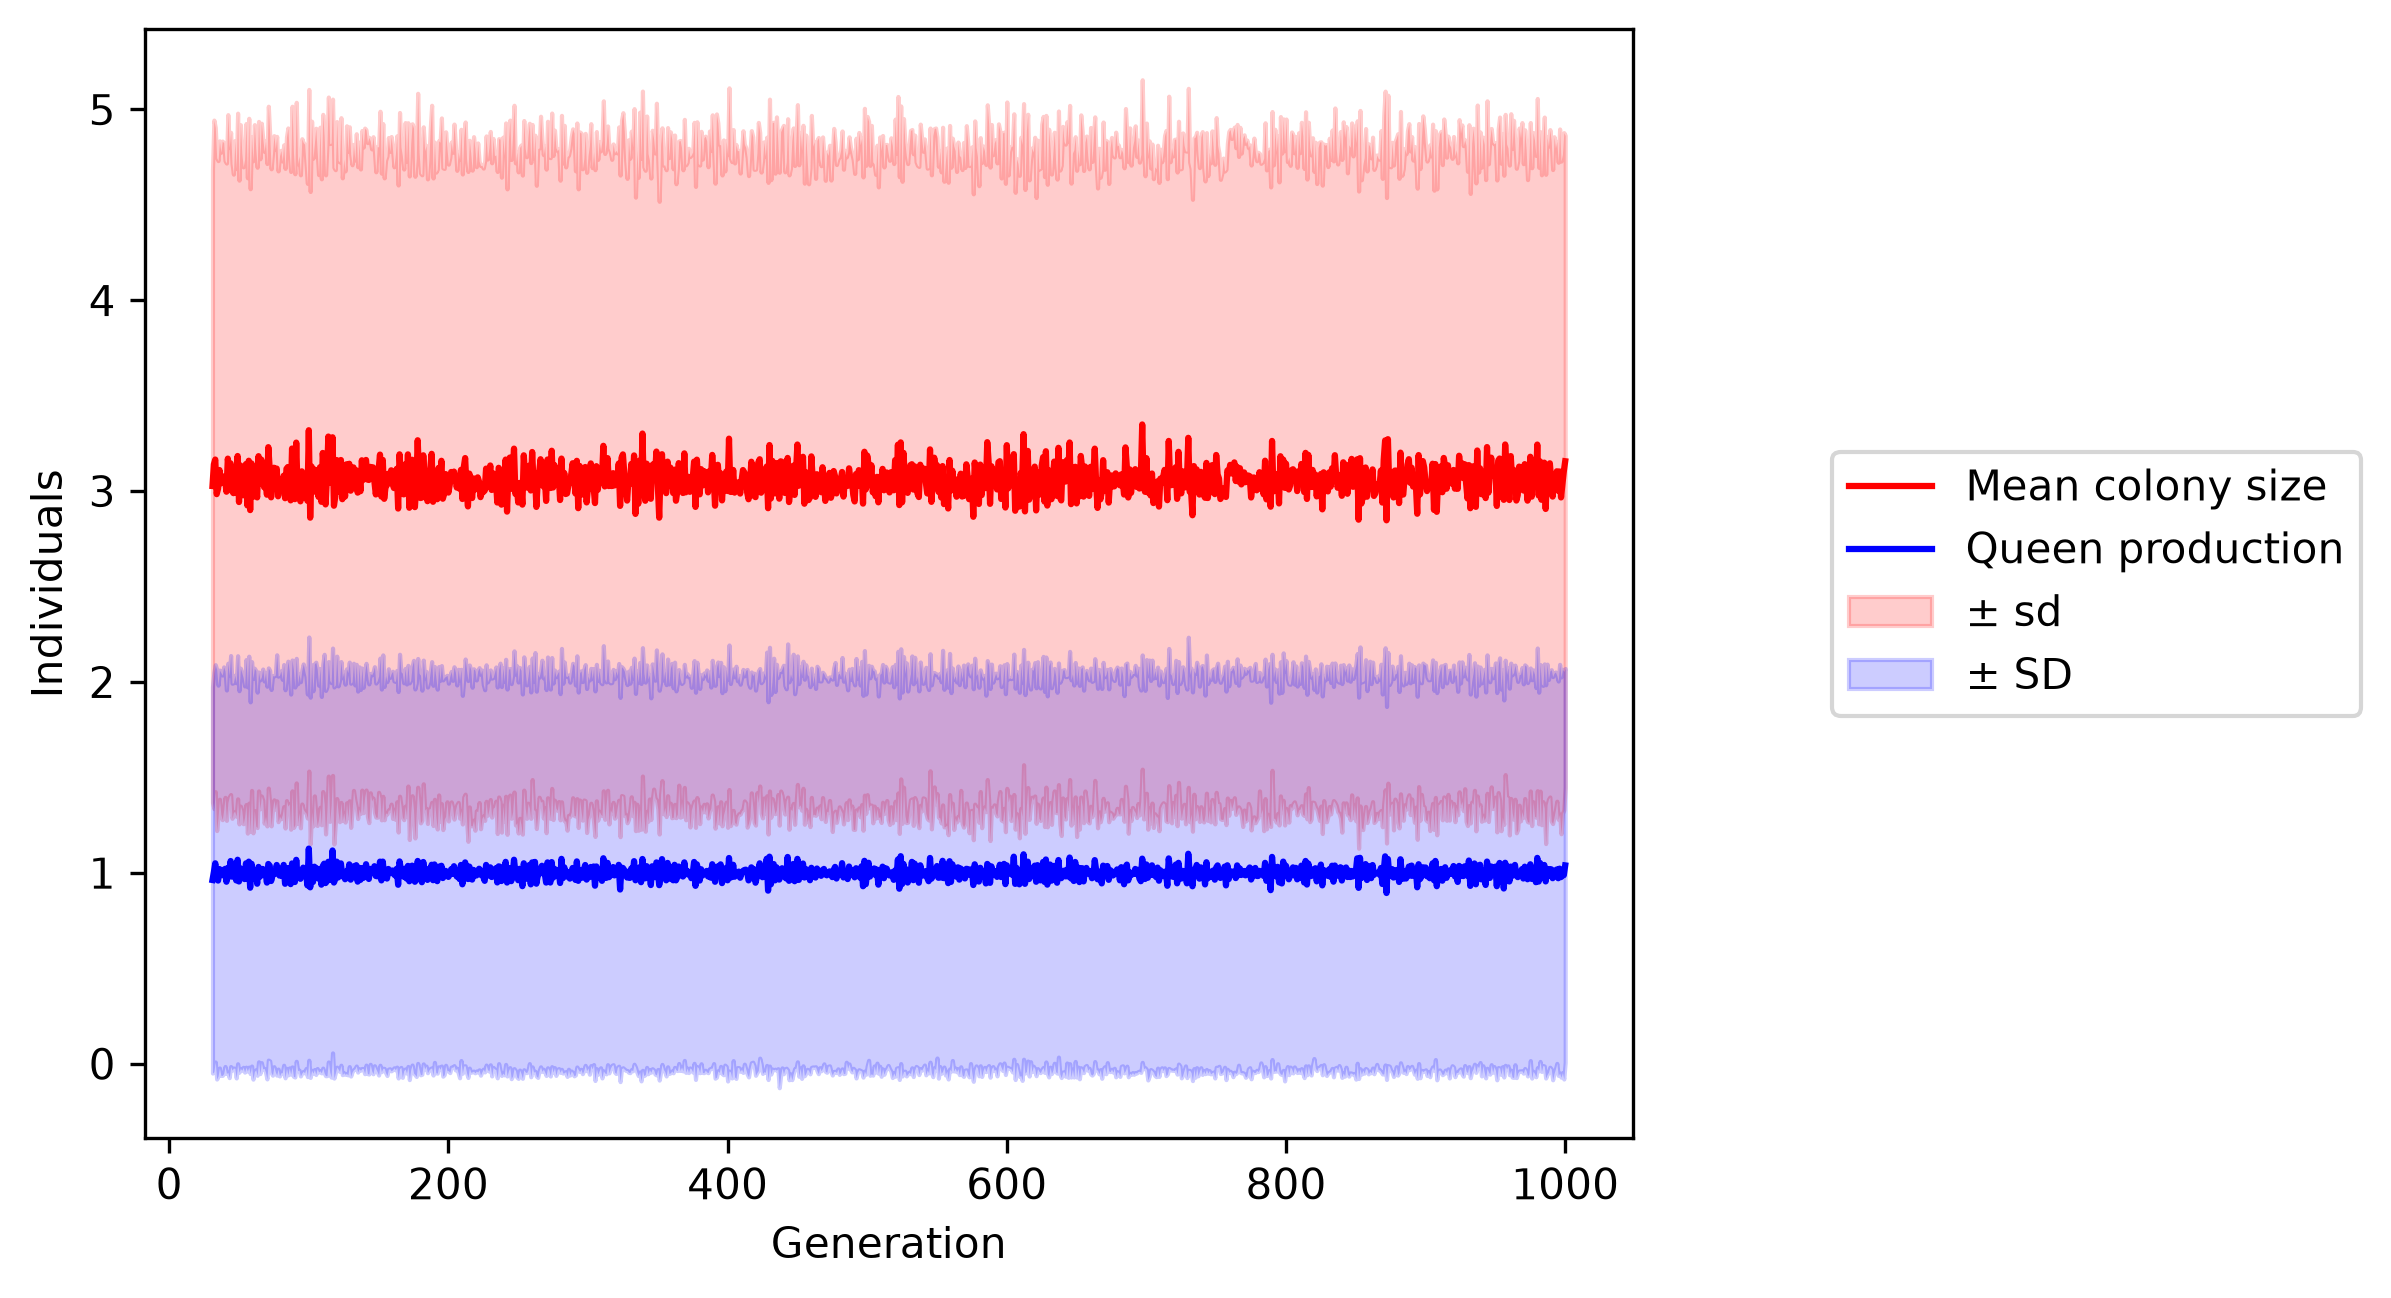 5
4
3
2
1
0
Individuals
0 200 400 600 800 1000
Generation
Mean colony size
Queen production
± sd
± SD